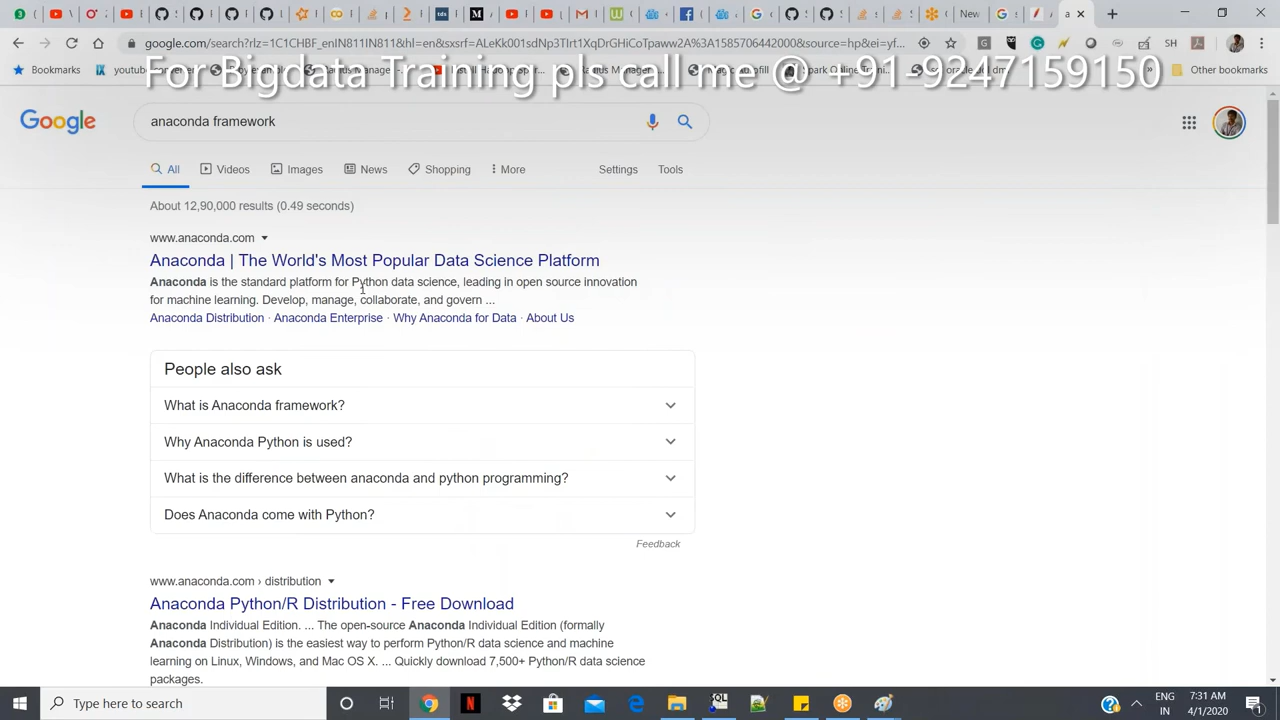 tds
New
a
google.com/search?rlz=1C1CHBF_enIN811IN811&hl=en&sxsrf=ALeKk001sdNp3TIrt1XqDrGHiCoTpaww2A%3A1585706442000&source=hp&ei=yf...
Bookmarks
Other bookmarks
For Bigdata Training pls call me @ +91-9247159150
Google
anaconda framework
All
Videos
Images
News
Shopping
More
Settings
Tools
About 12,90,000 results (0.49 seconds)
www.anaconda.com
Anaconda | The World's Most Popular Data Science Platform
Anaconda is the standard platform for Python data science, leading in open source innovation
for machine learning. Develop, manage, collaborate, and govern ...
Anaconda Distribution · Anaconda Enterprise · Why Anaconda for Data · About Us
People also ask
What is Anaconda framework?
Why Anaconda Python is used?
What is the difference between anaconda and python programming?
Does Anaconda come with Python?
Feedback
www.anaconda.com › distribution
Anaconda Python/R Distribution - Free Download
Anaconda Individual Edition. ... The open-source Anaconda Individual Edition (formally
Anaconda Distribution) is the easiest way to perform Python/R data science and machine
learning on Linux, Windows, and Mac OS X. ... Quickly download 7,500+ Python/R data science
packages.
Type here to search
ENG
IN
7:31 AM
4/1/2020